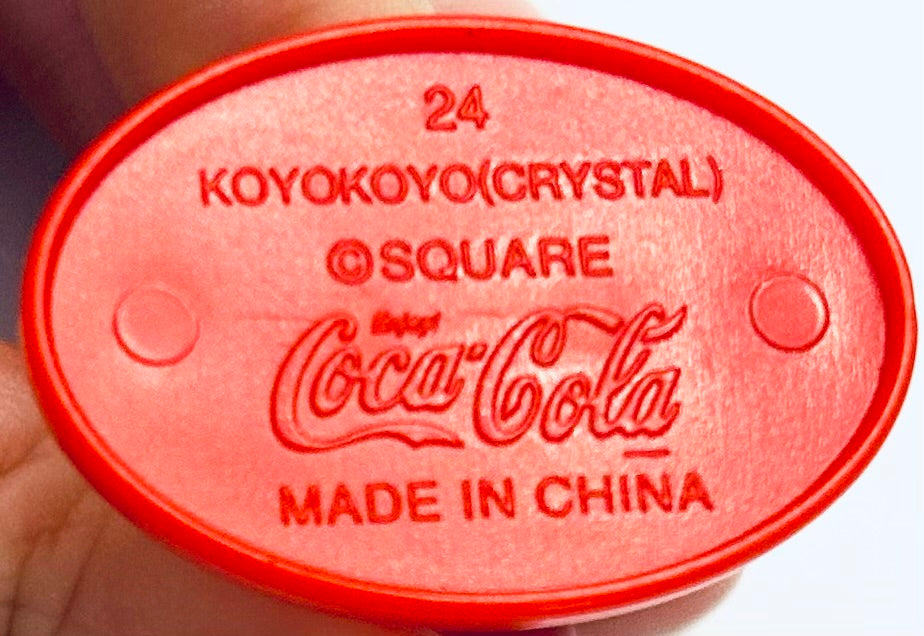 24
KOYOKOYO(CRYSTAL)
©SQUARE
Enjoy
Coca-Cola
MADE IN CHINA